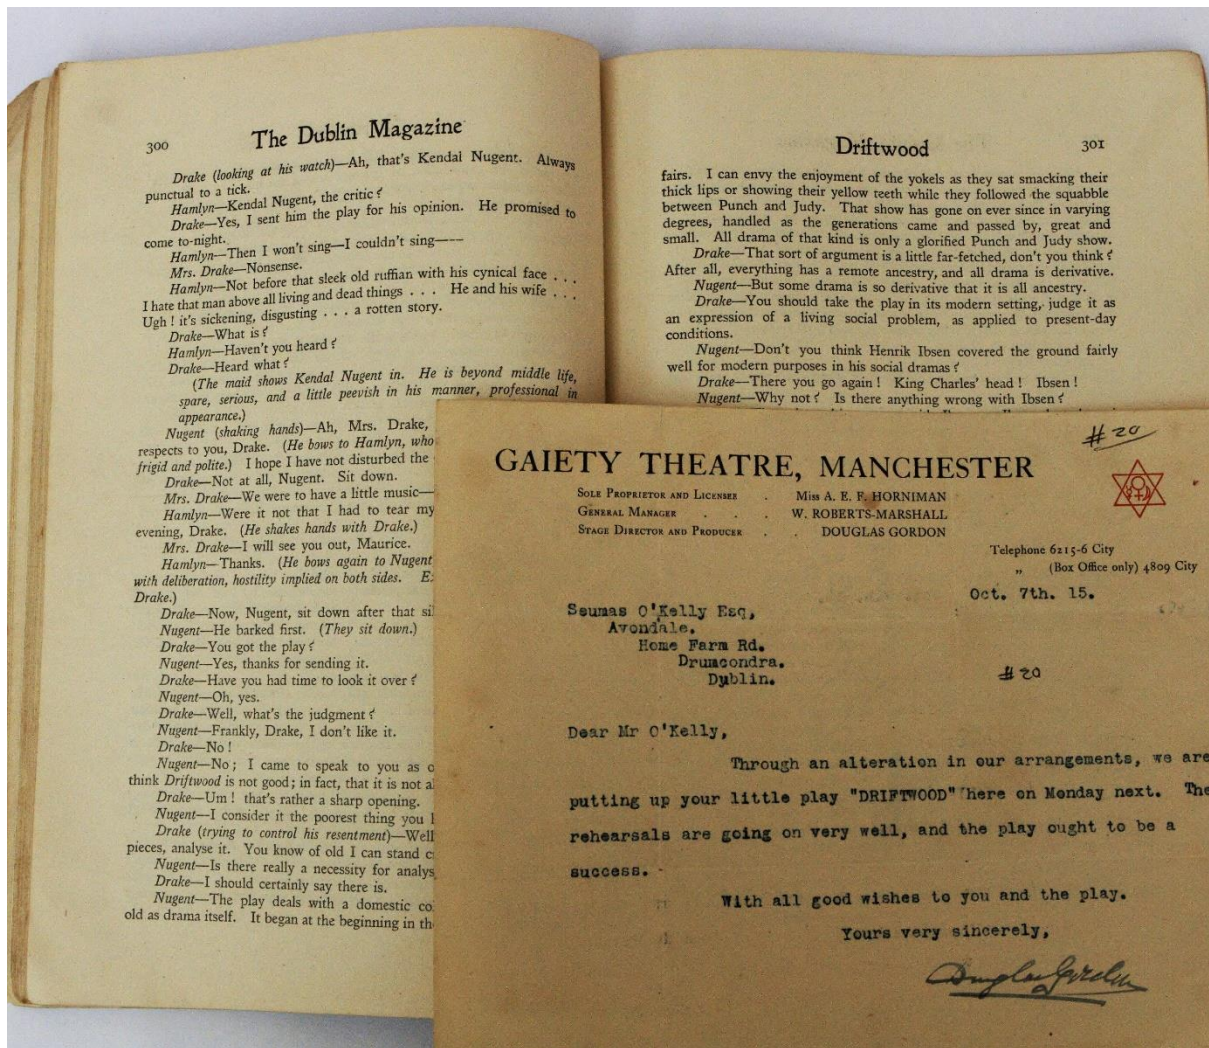 300
The Dublin Magazine
Drake (looking at his watch)—Ah, that's Kendal Nugent. Always
punctual to a tick.
Hamlyn—Kendal Nugent, the critic?
Drake—Yes, I sent him the play for his opinion. He promised to
come to-night.
Hamlyn—Then I won't sing—I couldn't sing——
Mrs. Drake—Nonsense.
Hamlyn—Not before that sleek old ruffian with his cynical face . . .
I hate that man above all living and dead things . . . He and his wife . . .
Ugh ! it's sickening, disgusting . . . a rotten story.
Drake—What is?
Hamlyn—Haven't you heard?
Drake—Heard what?
(The maid shows Kendal Nugent in. He is beyond middle life,
spare, serious, and a little peevish in his manner, professional in
appearance.)
Nugent (shaking hands)—Ah, Mrs. Drake,
respects to you, Drake. (He bows to Hamlyn, who
frigid and polite.) I hope I have not disturbed the
Drake—Not at all, Nugent. Sit down.
Mrs. Drake—We were to have a little music—
Hamlyn—Were it not that I had to tear my
evening, Drake. (He shakes hands with Drake.)
Mrs. Drake—I will see you out, Maurice.
Hamlyn—Thanks. (He bows again to Nugent
with deliberation, hostility implied on both sides.
Drake.)
Drake—Now, Nugent, sit down after that
Nugent—He barked first. (They sit down.)
Drake—You got the play?
Nugent—Yes, thanks for sending it.
Drake—Have you had time to look it over?
Nugent—Oh, yes.
Drake—Well, what's the judgment?
Nugent—Frankly, Drake, I don't like it.
Drake—No !
Nugent—No ; I came to speak to you as
think Driftwood is not good; in fact, that it is not
Drake—Um ! that's rather a sharp opening.
Nugent—I consider it the poorest thing you
Drake (trying to control his resentment)—Well
pieces, analyse it. You know of old I can stand
Nugent—Is there really a necessity for
Drake—I should certainly say there is.
Nugent—The play deals with a domestic
old as drama itself. It began at the beginning in
Driftwood
301
fairs. I can envy the enjoyment of the yokels as they sat smacking their
thick lips or showing their yellow teeth while they followed the squabble
between Punch and Judy. That show has gone on ever since in varying
degrees, handled as the generations came and passed by, great and
small. All drama of that kind is only a glorified Punch and Judy show.
Drake—That sort of argument is a little far-fetched, don't you think?
After all, everything has a remote ancestry, and all drama is derivative.
Nugent—But some drama is so derivative that it is all ancestry.
Drake—You should take the play in its modern setting, judge it as
an expression of a living social problem, as applied to present-day
conditions.
Nugent—Don't you think Henrik Ibsen covered the ground fairly
well for modern purposes in his social dramas?
Drake—There you go again ! King Charles' head ! Ibsen !
Nugent—Why not? Is there anything wrong with Ibsen?
#20
GAIETY THEATRE, MANCHESTER
SOLE PROPRIETOR AND LICENSEE . MISS A. E. F. HORNIMAN
GENERAL MANAGER . . . W. ROBERTS-MARSHALL
STAGE DIRECTOR AND PRODUCER . . DOUGLAS GORDON
Telephone 6215-6 City
„ (Box Office only) 4809 City
Oct. 7th. 15.
Seumas O'Kelly Esq,
Avondale.
Home Farm Rd.
Drumcondra.
Dublin.
#20
Dear Mr O'Kelly,
Through an alteration in our arrangements, we are
putting up your little play "DRIFTWOOD" here on Monday next. The
rehearsals are going on very well, and the play ought to be a
success.
With all good wishes to you and the play.
Yours very sincerely,
Douglas Gordon